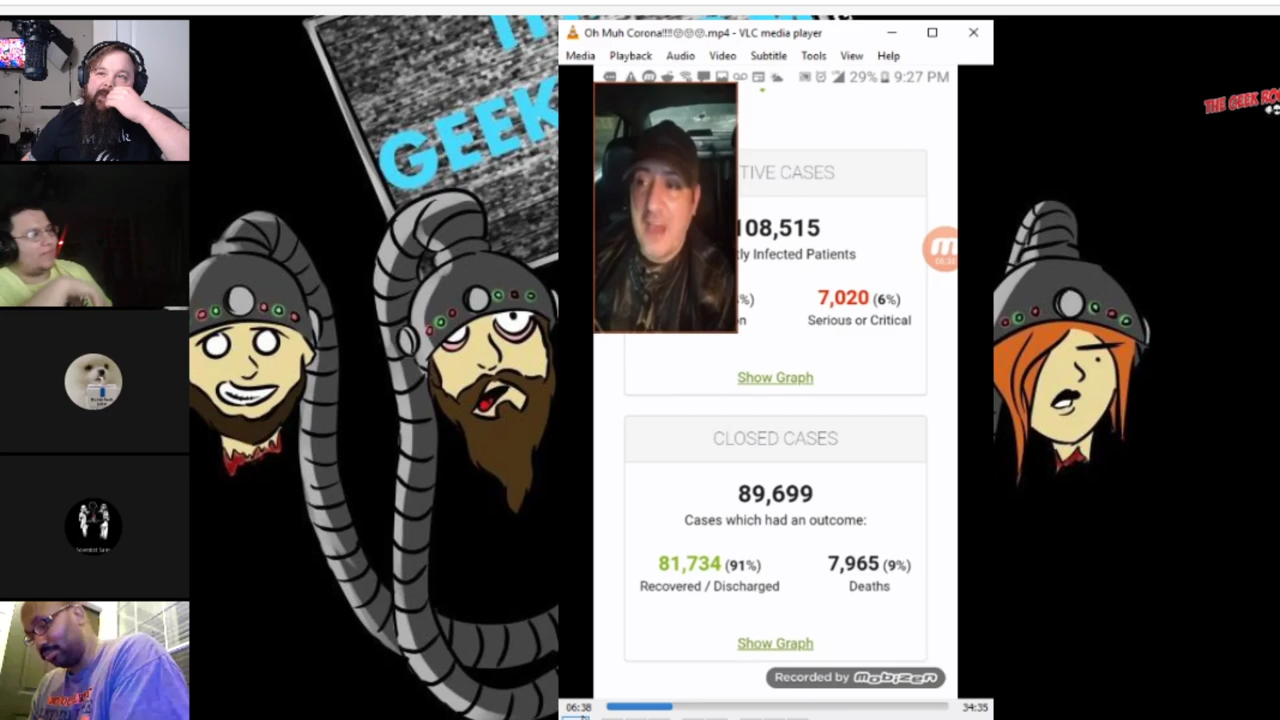 GEEK
THE GEEK ROO
Oh Muh Corona!!!!😷😷😷.mp4 - VLC media player
Media Playback Audio Video Subtitle Tools View Help
29% 9:27 PM
TIVE CASES
108,515
tly Infected Patients
%) 7,020 (6%)
n Serious or Critical
Show Graph
CLOSED CASES
89,699
Cases which had an outcome:
81,734 (91%) 7,965 (9%)
Recovered / Discharged Deaths
Show Graph
Recorded by Mobizen
06:38 34:35